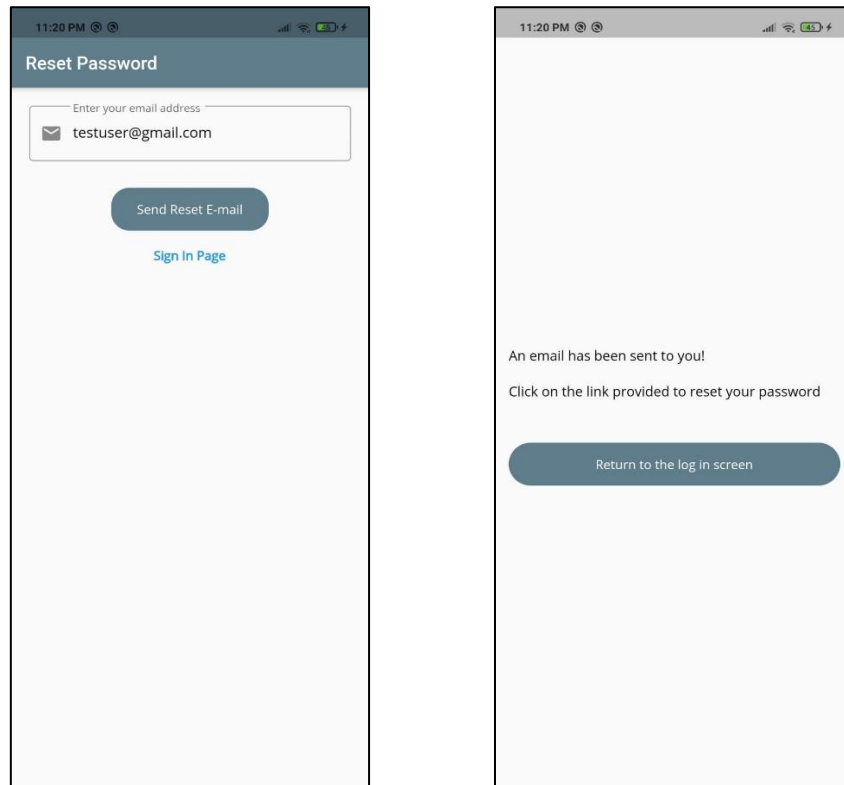 11:20 PM
Reset Password
Enter your email address
testuser@gmail.com
Send Reset E-mail
Sign In Page
11:20 PM
45
An email has been sent to you!
Click on the link provided to reset your password
Return to the log in screen